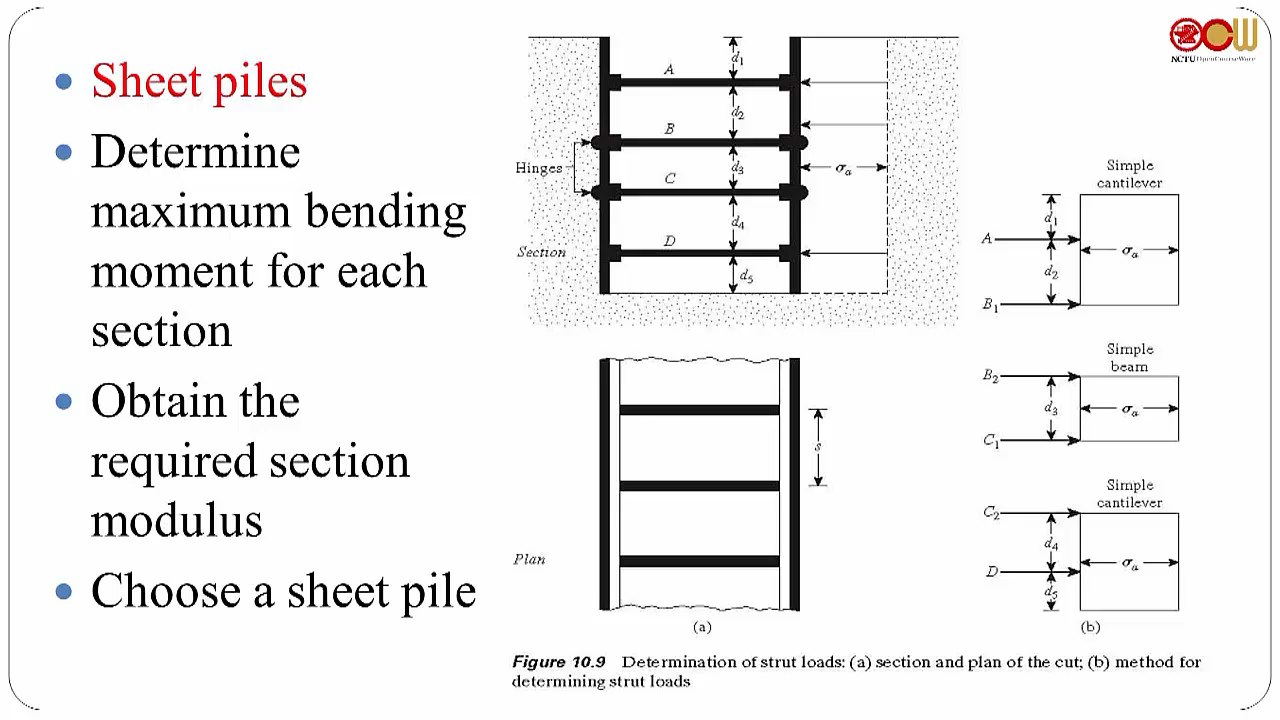 NCTU OpenCourseWare
• Sheet piles
• Determine
maximum bending
moment for each
section
• Obtain the
required section
modulus
• Choose a sheet pile
d1
A
d2
B
Hinges
d3
σa
C
d4
D
Section
d5
s
Plan
(a)
Simple
cantilever
d1
A
σa
d2
B1
Simple
beam
B2
d3
σa
C1
Simple
cantilever
C2
d4
D
σa
d5
(b)
Figure 10.9 Determination of strut loads: (a) section and plan of the cut; (b) method for
determining strut loads